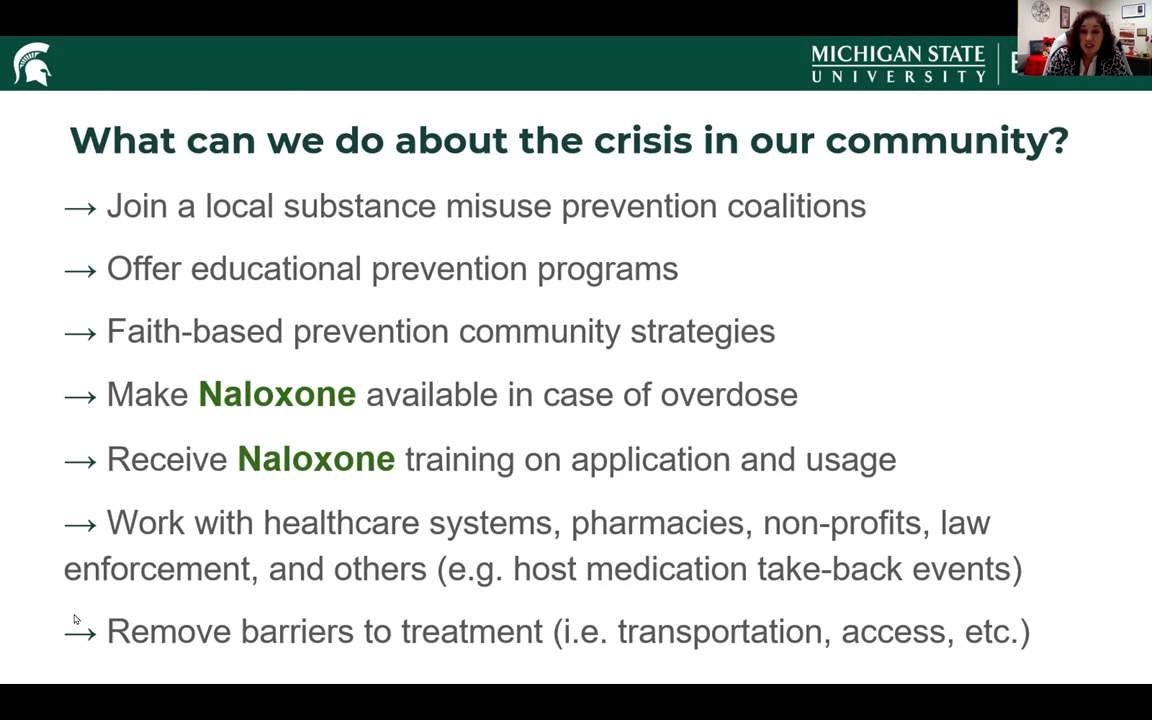 MICHIGAN STATE
UNIVERSITY
What can we do about the crisis in our community?
→ Join a local substance misuse prevention coalitions
→ Offer educational prevention programs
→ Faith-based prevention community strategies
→ Make Naloxone available in case of overdose
→ Receive Naloxone training on application and usage
→ Work with healthcare systems, pharmacies, non-profits, law
enforcement, and others (e.g. host medication take-back events)
→ Remove barriers to treatment (i.e. transportation, access, etc.)